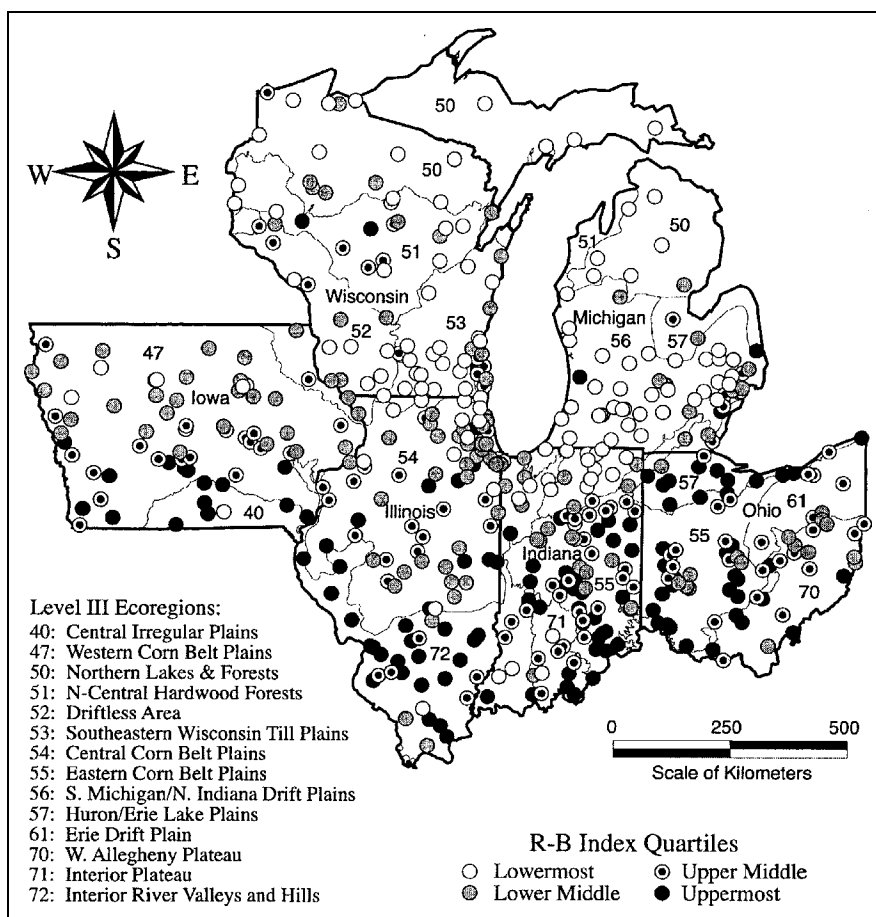 50
50
W
E
S
50
51
51
Wisconsin
Michigan
52
53
56
57
47
Iowa
54
57
61
Ohio
40
Illinois
Indiana
55
55
70
71
72
Level III Ecoregions:
40: Central Irregular Plains
47: Western Corn Belt Plains
50: Northern Lakes & Forests
51: N-Central Hardwood Forests
52: Driftless Area
53: Southeastern Wisconsin Till Plains
54: Central Corn Belt Plains
55: Eastern Corn Belt Plains
56: S. Michigan/N. Indiana Drift Plains
57: Huron/Erie Lake Plains
61: Erie Drift Plain
70: W. Allegheny Plateau
71: Interior Plateau
72: Interior River Valleys and Hills
0 250 500
Scale of Kilometers
R-B Index Quartiles
Lowermost
Upper Middle
Lower Middle
Uppermost